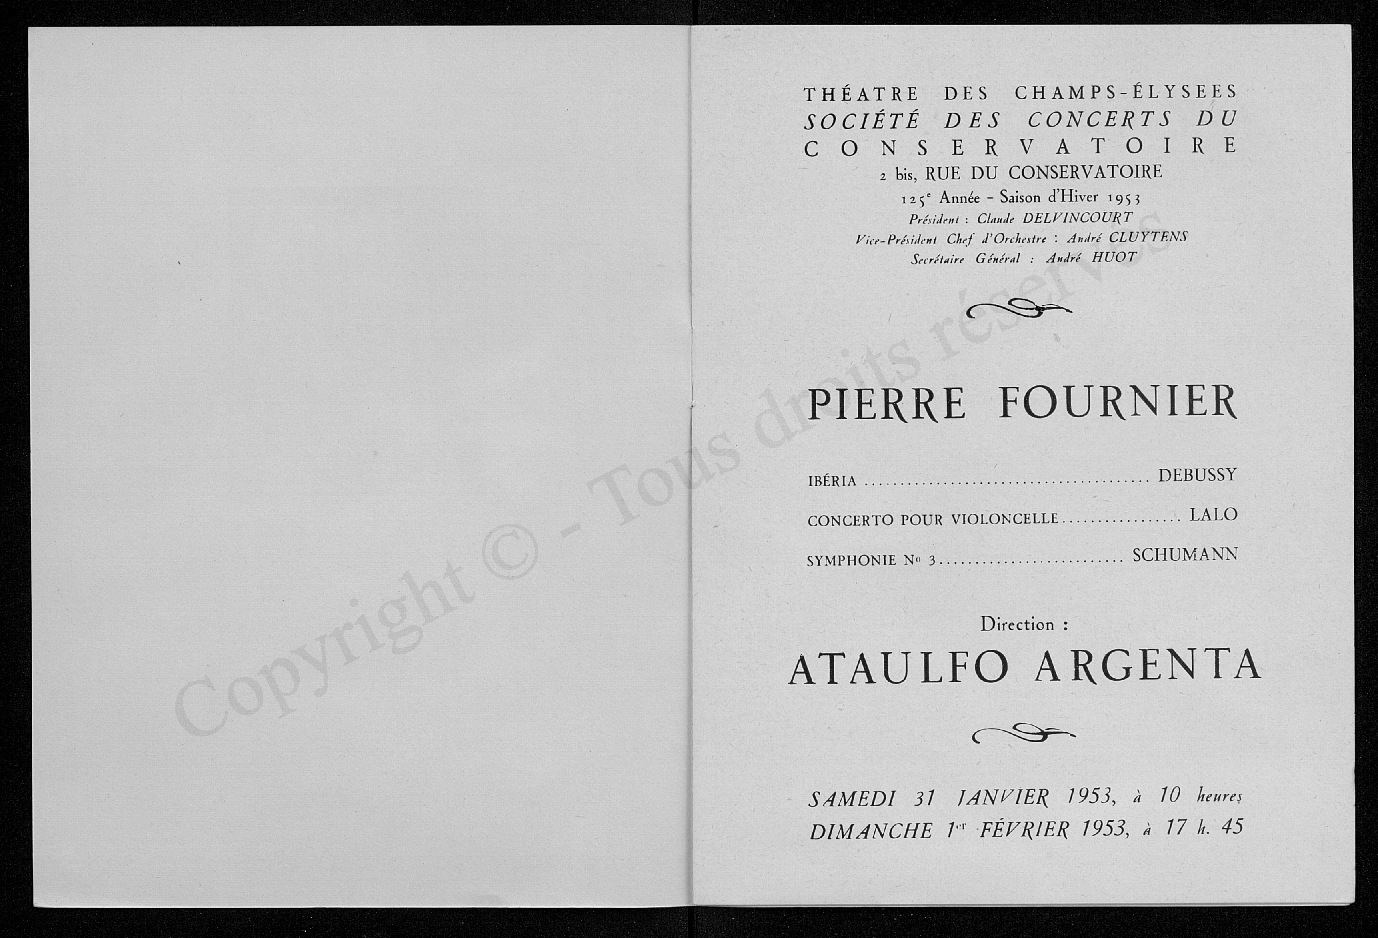 THÉATRE DES CHAMPS-ÉLYSEES
SOCIÉTÉ DES CONCERTS DU
CONSERVATOIRE
2 bis, RUE DU CONSERVATOIRE
125e Année - Saison d'Hiver 1953
Président : Claude DELVINCOURT
Vice-Président Chef d'Orchestre : André CLUYTENS
Secrétaire Général : André HUOT
PIERRE FOURNIER
IBÉRIA ........................................ DEBUSSY
CONCERTO POUR VIOLONCELLE................. LALO
SYMPHONIE No 3.......................... SCHUMANN
Direction :
ATAULFO ARGENTA
SAMEDI 31 JANVIER 1953, à 10 heures
DIMANCHE 1er FÉVRIER 1953, à 17 h. 45
Copyright © - Tous droits réservés